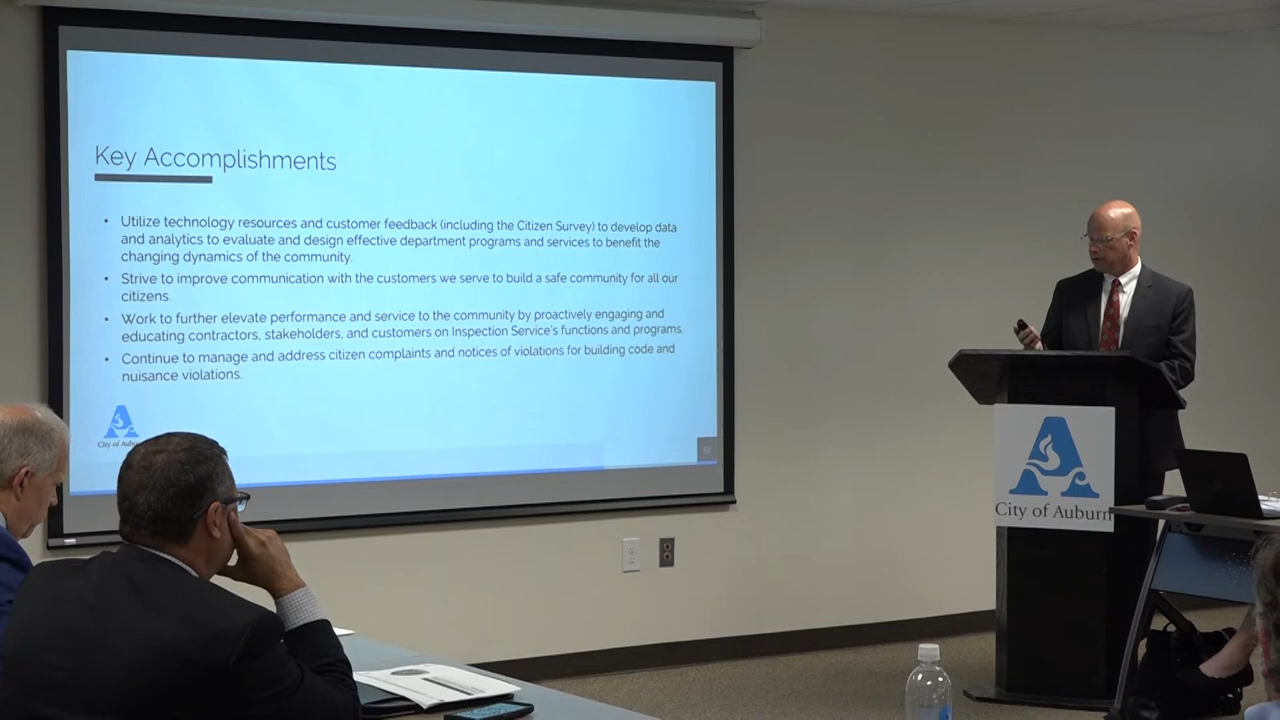 Key Accomplishments
• Utilize technology resources and customer feedback (including the Citizen Survey) to develop data
and analytics to evaluate and design effective department programs and services to benefit the
changing dynamics of the community.
• Strive to improve communication with the customers we serve to build a safe community for all our
citizens.
• Work to further elevate performance and service to the community by proactively engaging and
educating contractors, stakeholders, and customers on Inspection Service's functions and programs.
• Continue to manage and address citizen complaints and notices of violations for building code and
nuisance violations.
City of Auburn
City of Auburn